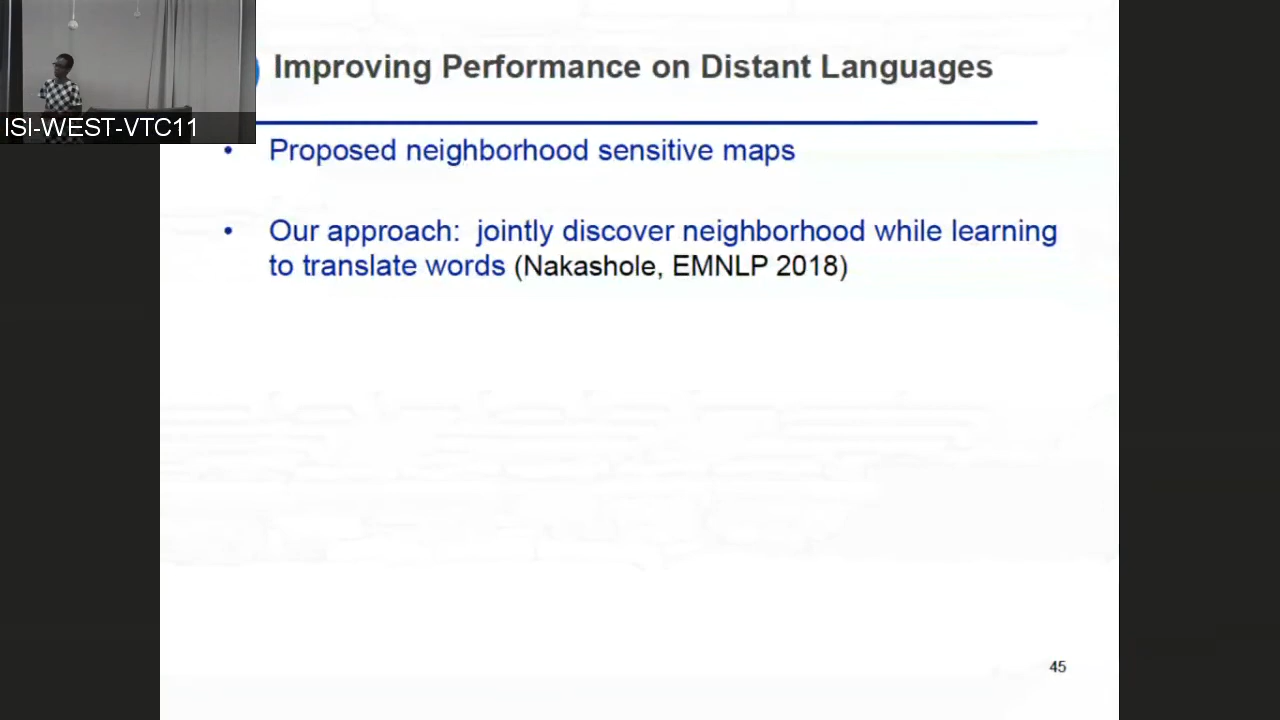 Improving Performance on Distant Languages
ISI-WEST-VTC11
• Proposed neighborhood sensitive maps
• Our approach: jointly discover neighborhood while learning
to translate words (Nakashole, EMNLP 2018)
45